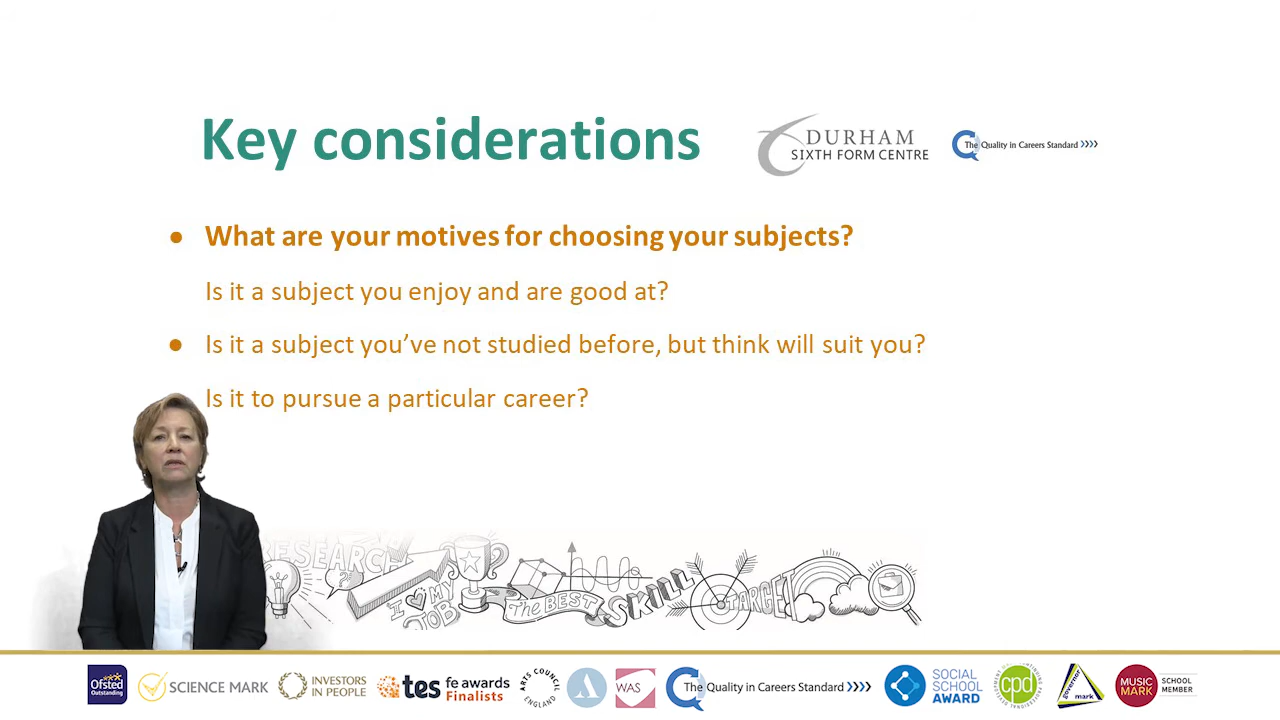 Key considerations
DURHAM
SIXTH FORM CENTRE
The Quality in Careers Standard
● What are your motives for choosing your subjects?
Is it a subject you enjoy and are good at?
● Is it a subject you’ve not studied before, but think will suit you?
Is it to pursue a particular career?
RESEARCH
I ♥ MY JOB
THE BEST
SKILL
TARGET
Ofsted
Outstanding
SCIENCE MARK
INVESTORS
IN PEOPLE
tes fe awards
Finalists
ARTS COUNCIL
ENGLAND
WAS
The Quality in Careers Standard
SOCIAL
SCHOOL
AWARD
cpd
governor
mark
MUSIC
MARK
SCHOOL
MEMBER